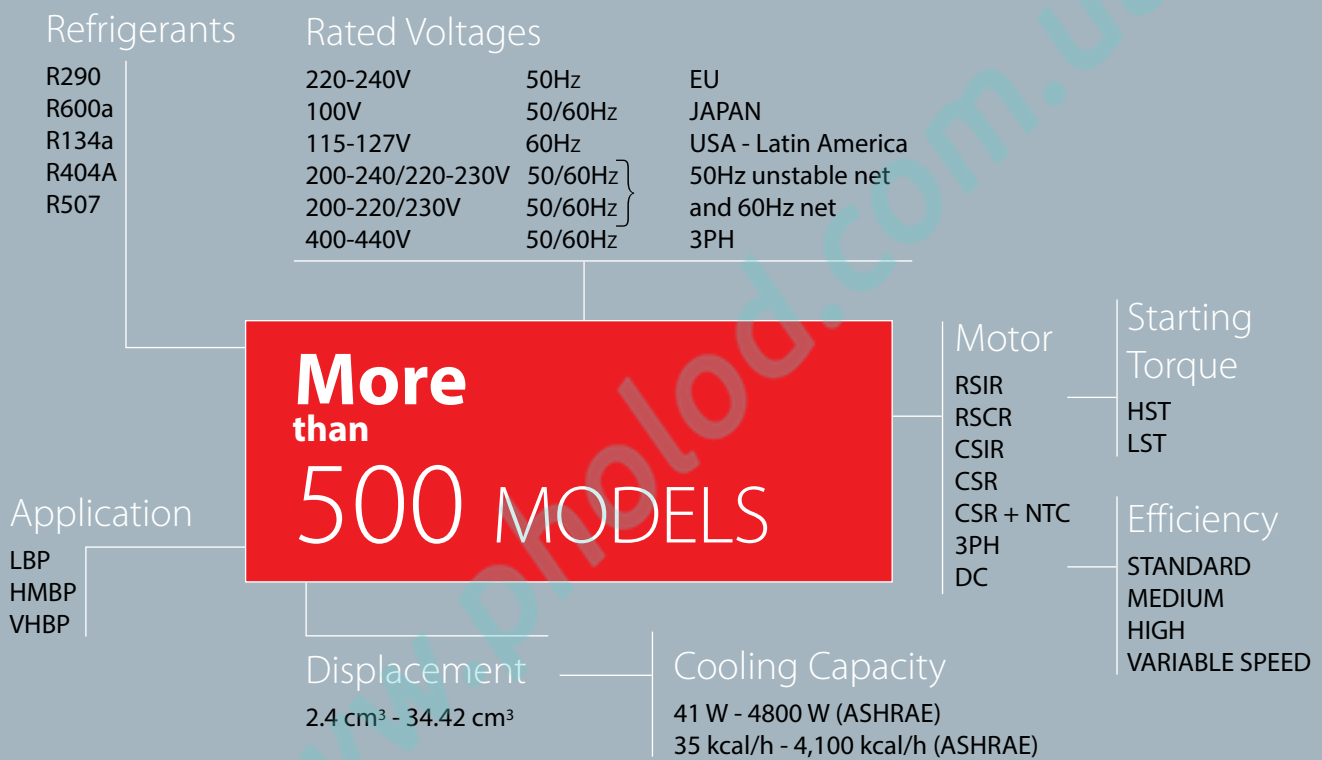 Refrigerants
R290
R600a
R134a
R404A
R507
Rated Voltages
220-240V 50Hz EU
100V 50/60Hz JAPAN
115-127V 60Hz USA - Latin America
200-240/220-230V 50/60Hz 50Hz unstable net
200-220/230V 50/60Hz and 60Hz net
400-440V 50/60Hz 3PH
More
than
500 MODELS
Motor
RSIR
RSCR
CSIR
CSR
CSR + NTC
3PH
DC
Starting
Torque
HST
LST
Efficiency
STANDARD
MEDIUM
HIGH
VARIABLE SPEED
Application
LBP
HMBP
VHBP
Displacement
2.4 cm³ - 34.42 cm³
Cooling Capacity
41 W - 4800 W (ASHRAE)
35 kcal/h - 4,100 kcal/h (ASHRAE)
www.pholod.com.ua